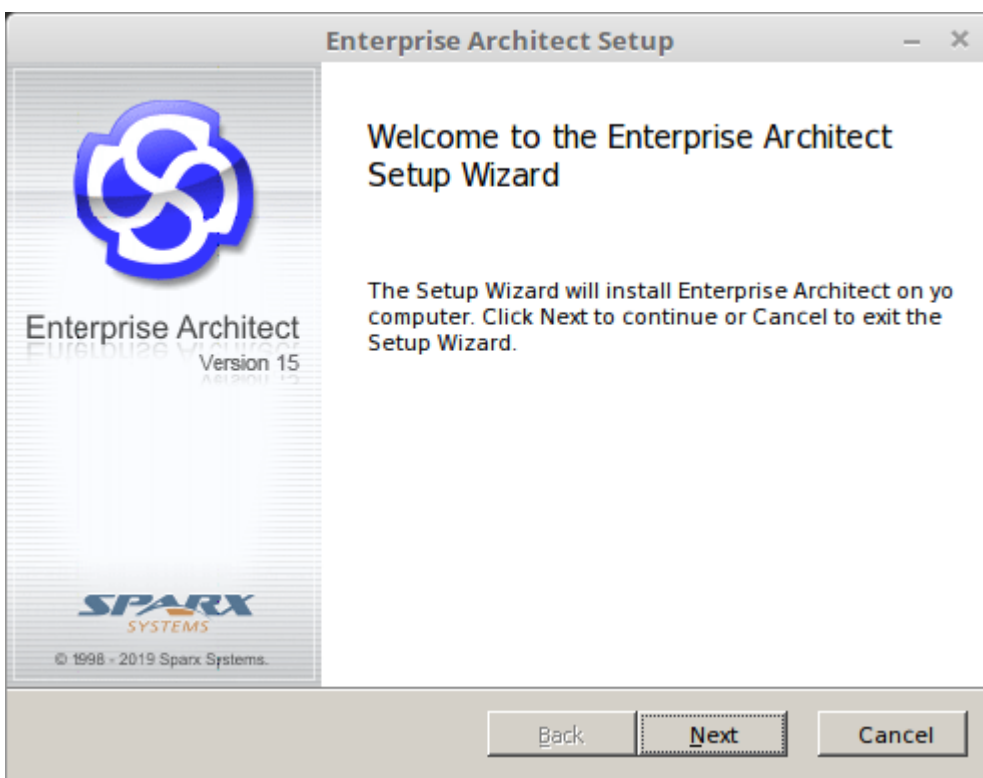 Enterprise Architect Setup
Welcome to the Enterprise Architect
Setup Wizard
The Setup Wizard will install Enterprise Architect on yo
computer. Click Next to continue or Cancel to exit the
Setup Wizard.
Enterprise Architect
Version 15
SPARX
SYSTEMS
© 1998 - 2019 Sparx Systems.
Back
Next
Cancel